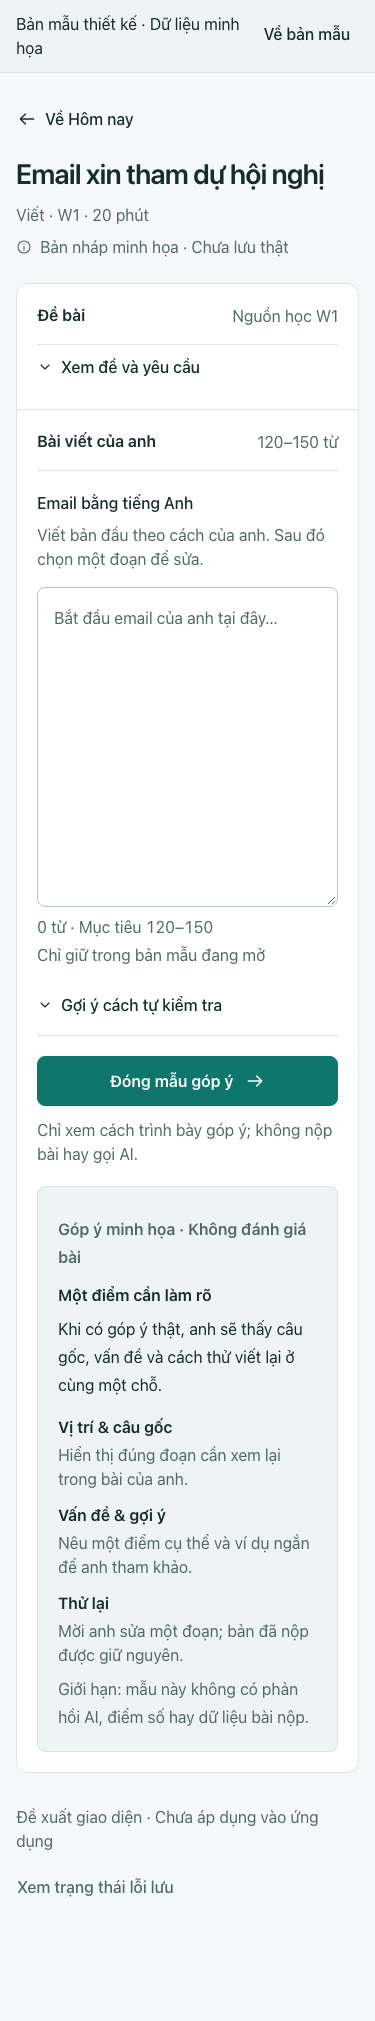 Bản mẫu thiết kế · Dữ liệu minh
họa
Về bản mẫu
← Về Hôm nay
Email xin tham dự hội nghị
Viết · W1 · 20 phút
Bản nháp minh họa · Chưa lưu thật
Đề bài
Nguồn học W1
Xem đề và yêu cầu
Bài viết của anh
120–150 từ
Email bằng tiếng Anh
Viết bản đầu theo cách của anh. Sau đó
chọn một đoạn để sửa.
Bắt đầu email của anh tại đây...
0 từ · Mục tiêu 120–150
Chỉ giữ trong bản mẫu đang mở
Gợi ý cách tự kiểm tra
Đóng mẫu góp ý →
Chỉ xem cách trình bày góp ý; không nộp
bài hay gọi AI.
Góp ý minh họa · Không đánh giá
bài
Một điểm cần làm rõ
Khi có góp ý thật, anh sẽ thấy câu
gốc, vấn đề và cách thử viết lại ở
cùng một chỗ.
Vị trí & câu gốc
Hiển thị đúng đoạn cần xem lại
trong bài của anh.
Vấn đề & gợi ý
Nêu một điểm cụ thể và ví dụ ngắn
để anh tham khảo.
Thử lại
Mời anh sửa một đoạn; bản đã nộp
được giữ nguyên.
Giới hạn: mẫu này không có phản
hồi AI, điểm số hay dữ liệu bài nộp.
Đề xuất giao diện · Chưa áp dụng vào ứng
dụng
Xem trạng thái lỗi lưu